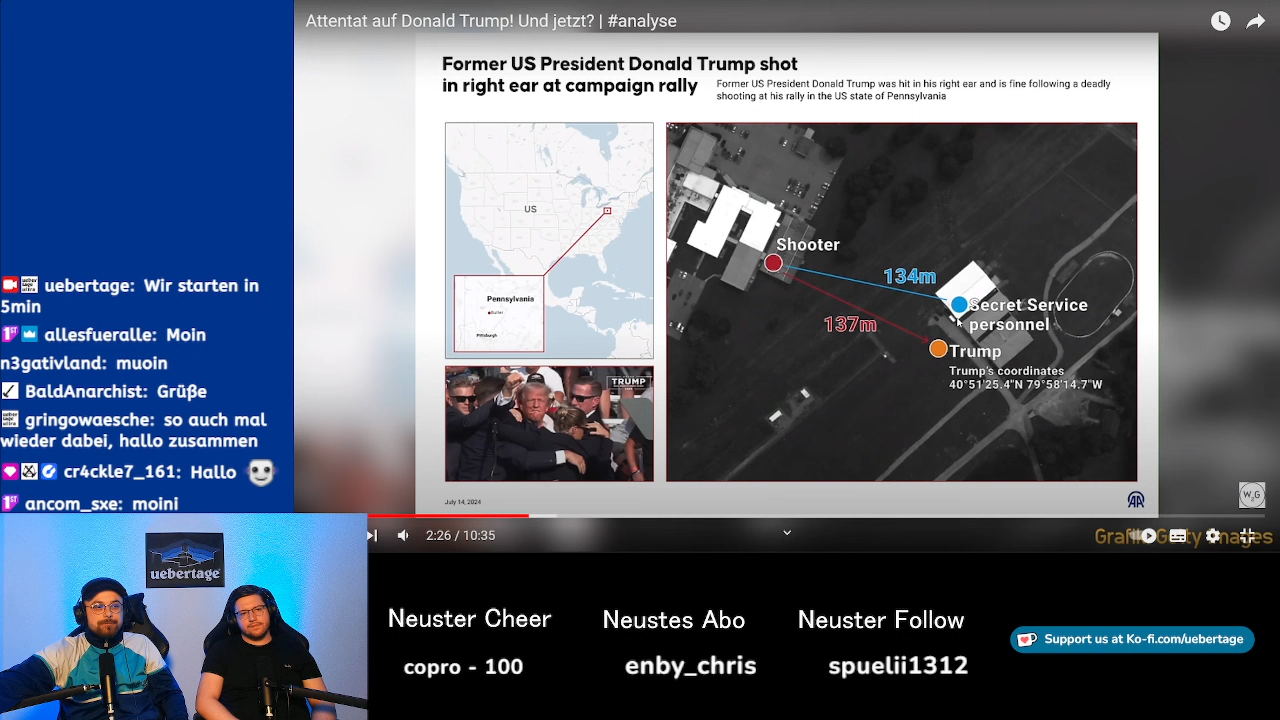 Attentat auf Donald Trump! Und jetzt? | #analyse
Former US President Donald Trump shot
in right ear at campaign rally
Former US President Donald Trump was hit in his right ear and is fine following a deadly
shooting at his rally in the US state of Pennsylvania
US
Pennsylvania
Butler
Pittsburgh
TRUMP
Shooter
134m
137m
Secret Service
personnel
Trump
Trump's coordinates
40°51'25.4"N 79°58'14.7"W
July 14, 2024
AA
W2G
2:26 / 10:35
uebertage: Wir starten in
5min
allesfueralle: Moin
n3gativland: muoin
BaldAnarchist: Grüße
gringowaesche: so auch mal
wieder dabei, hallo zusammen
cr4ckle7_161: Hallo
ancom_sxe: moini
uebertage
Neuster Cheer
copro - 100
Neustes Abo
enby_chris
Neuster Follow
spuelii1312
Support us at Ko-fi.com/uebertage